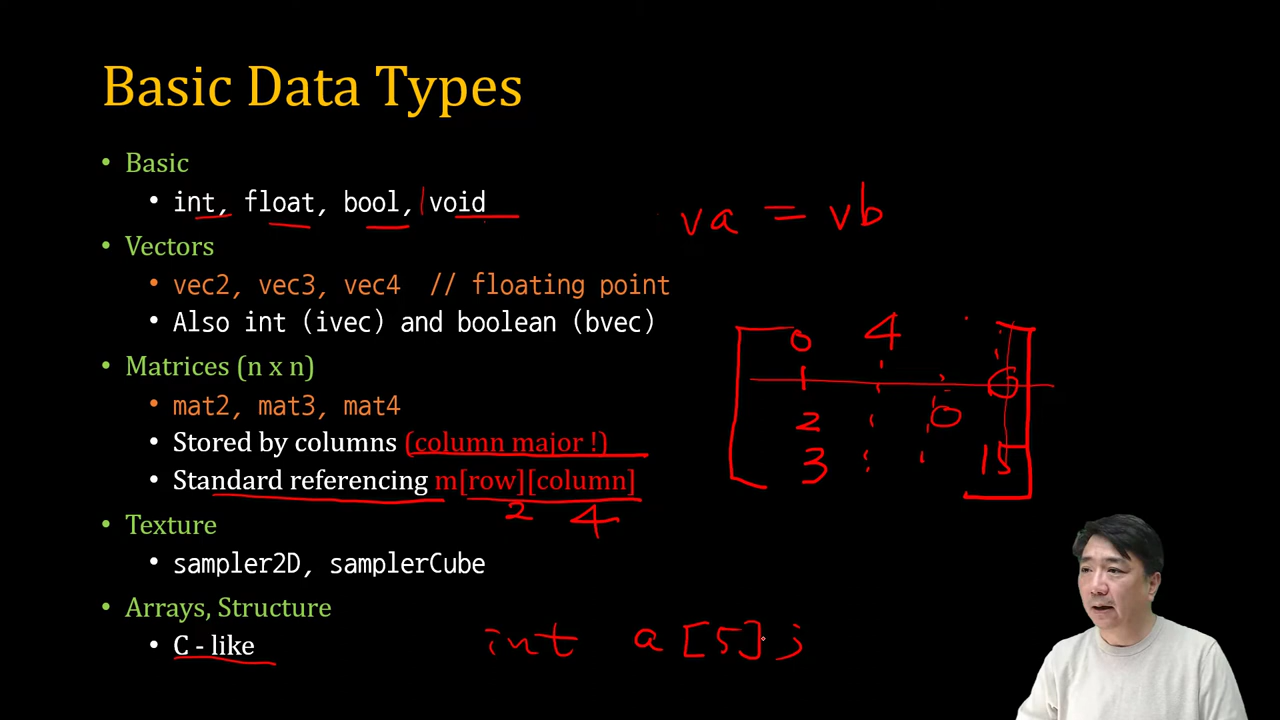 Basic Data Types
• Basic
• int, float, bool, void
va = vb
• Vectors
• vec2, vec3, vec4 // floating point
• Also int (ivec) and boolean (bvec)
• Matrices (n x n)
• mat2, mat3, mat4
• Stored by columns (column major !)
• Standard referencing m[row][column]
2 4
0 4
1
2 0
3 15
• Texture
• sampler2D, samplerCube
• Arrays, Structure
• C - like
int a [5];